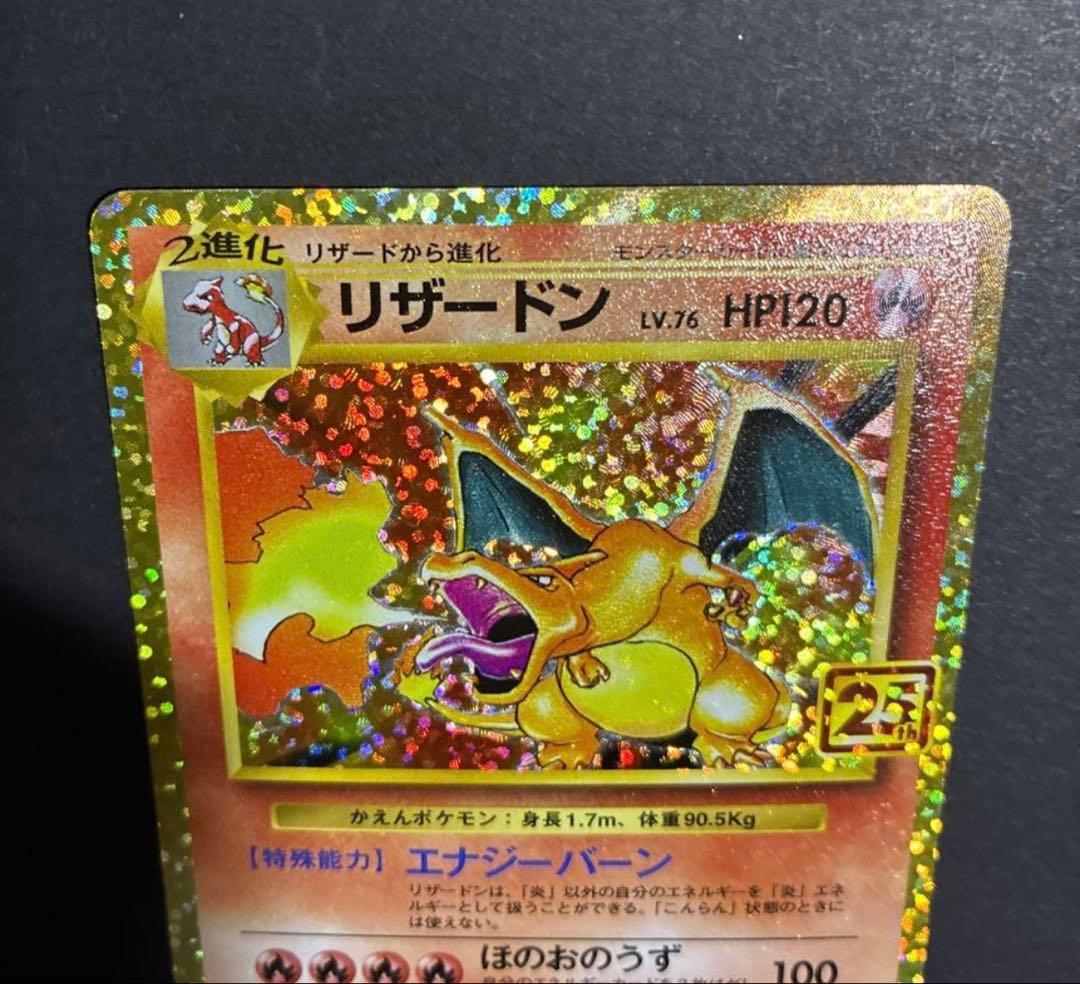 2進化 リザードから進化
リザードン LV.76 HP120
25th
かえんポケモン：身長1.7m、体重90.5Kg
【特殊能力】 エナジーバーン
リザードンは、「炎」以外の自分のエネルギーを「炎」エネ
ルギーとして扱うことができる。「こんらん」状態のときに
は使えない。
ほのおのうず 100